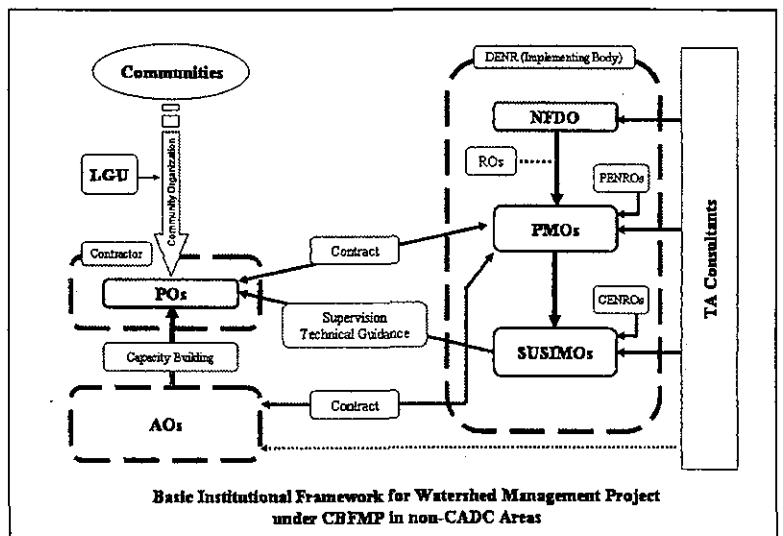 Communities
DENR (Implementing Body)
NFDO
ROs
LGU
Community Organization
PENROs
PMOs
Contractor
Contract
POs
CENROs
Supervision
Technical Guidance
SUSIMOs
Capacity Building
AOs
Contract
TA Consultants
Basic Institutional Framework for Watershed Management Project
under CBFMP in non-CADC Areas